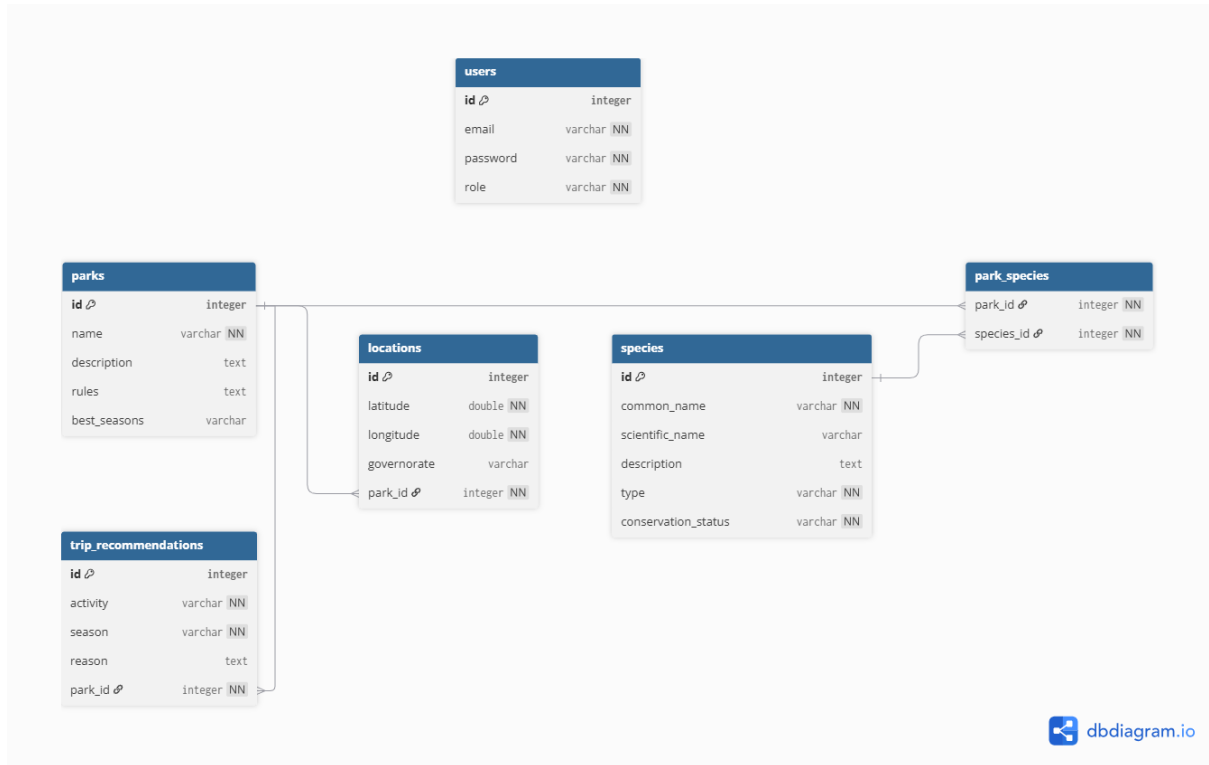 users
id integer
email varchar NN
password varchar NN
role varchar NN
parks
id integer
name varchar NN
description text
rules text
best_seasons varchar
park_species
park_id integer NN
species_id integer NN
locations
id integer
latitude double NN
longitude double NN
governorate varchar
park_id integer NN
species
id integer
common_name varchar NN
scientific_name varchar
description text
type varchar NN
conservation_status varchar NN
trip_recommendations
id integer
activity varchar NN
season varchar NN
reason text
park_id integer NN
dbdiagram.io